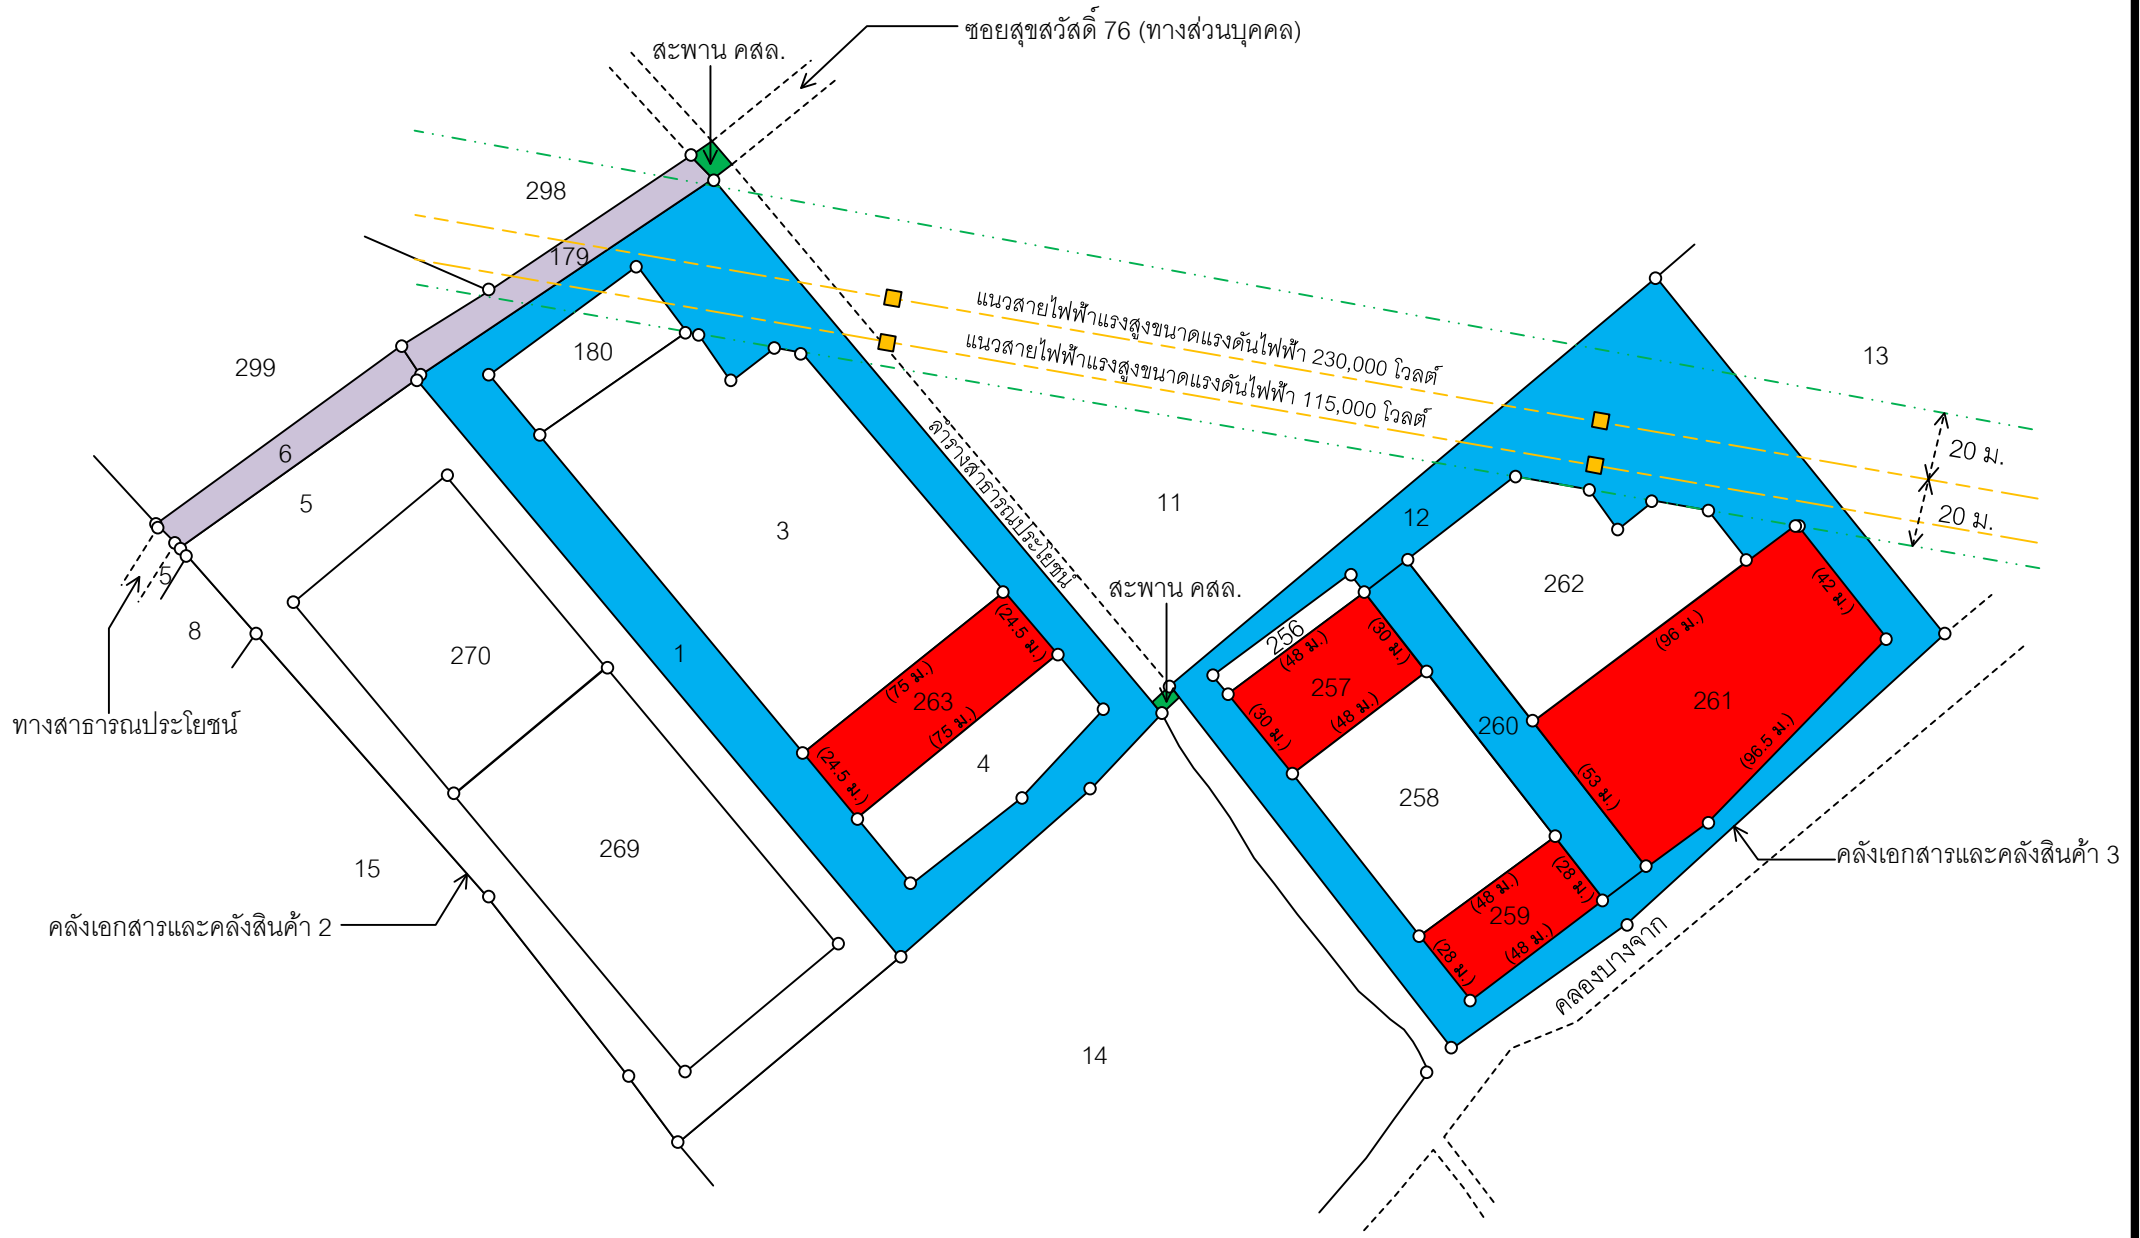 ซอยสุขสวัสดิ์ 76 (ทางส่วนบุคคล)
สะพาน คสล.
298
179
299
180
6
5
5
8
3
270
1
263
(75 ม.)
(75 ม.)
(24.5 ม.)
(24.5 ม.)
4
269
15
ทางสาธารณประโยชน์
คลังเอกสารและคลังสินค้า 2
แนวสายไฟฟ้าแรงสูงขนาดแรงดันไฟฟ้า 230,000 โวลต์
แนวสายไฟฟ้าแรงสูงขนาดแรงดันไฟฟ้า 115,000 โวลต์
ลำรางสาธารณประโยชน์
11
สะพาน คสล.
14
13
20 ม.
20 ม.
12
262
256
(48 ม.)
(30 ม.)
257
(30 ม.)
(48 ม.)
258
260
(96 ม.)
(42 ม.)
261
(96.5 ม.)
(53 ม.)
(48 ม.)
(28 ม.)
259
(28 ม.)
(48 ม.)
คลองบางจาก
คลังเอกสารและคลังสินค้า 3